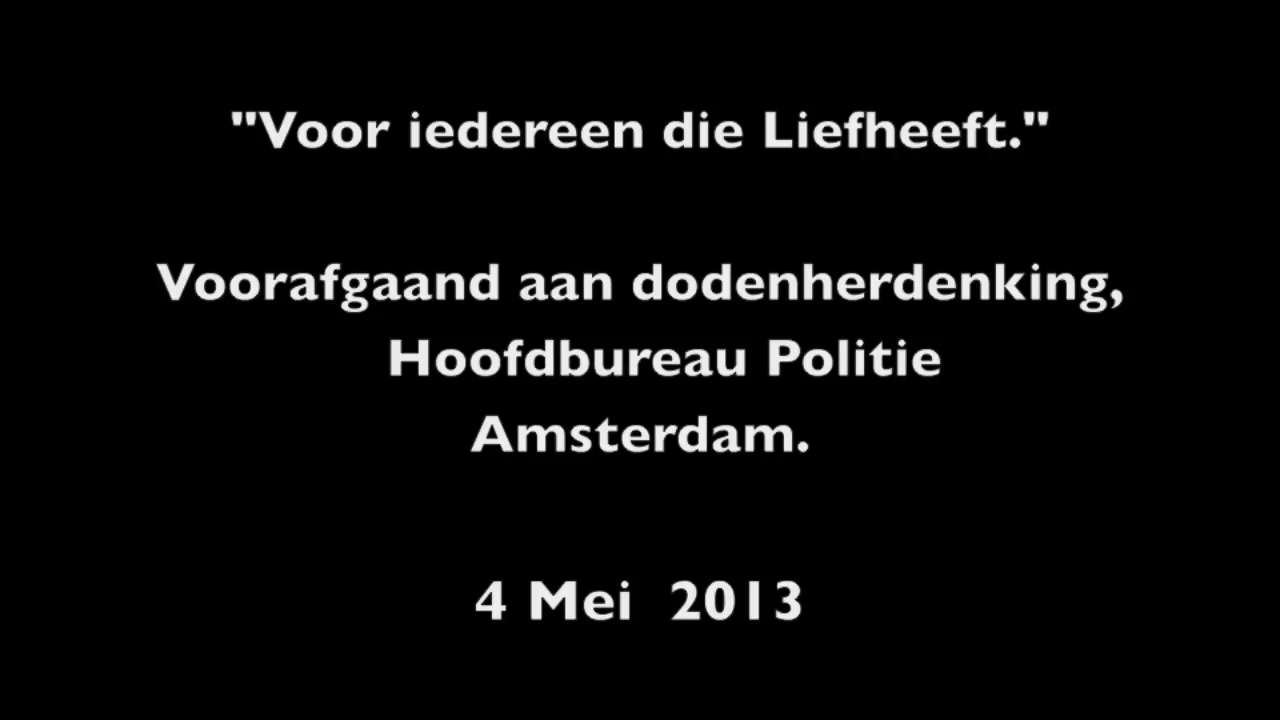 "Voor iedereen die Liefheeft."
Voorafgaand aan dodenherdenking,
Hoofdbureau Politie
Amsterdam.
4 Mei  2013